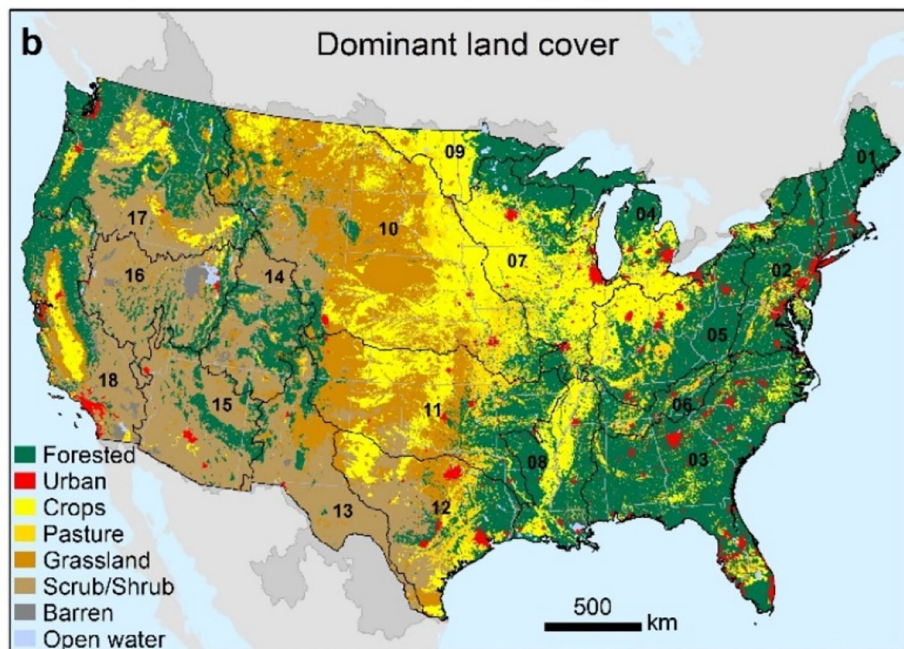 b
Dominant land cover
09
01
04
17
10
02
07
16
14
05
18
15
11
06
08
03
13
12
Forested
Urban
Crops
Pasture
Grassland
Scrub/Shrub
Barren
Open water
500
km